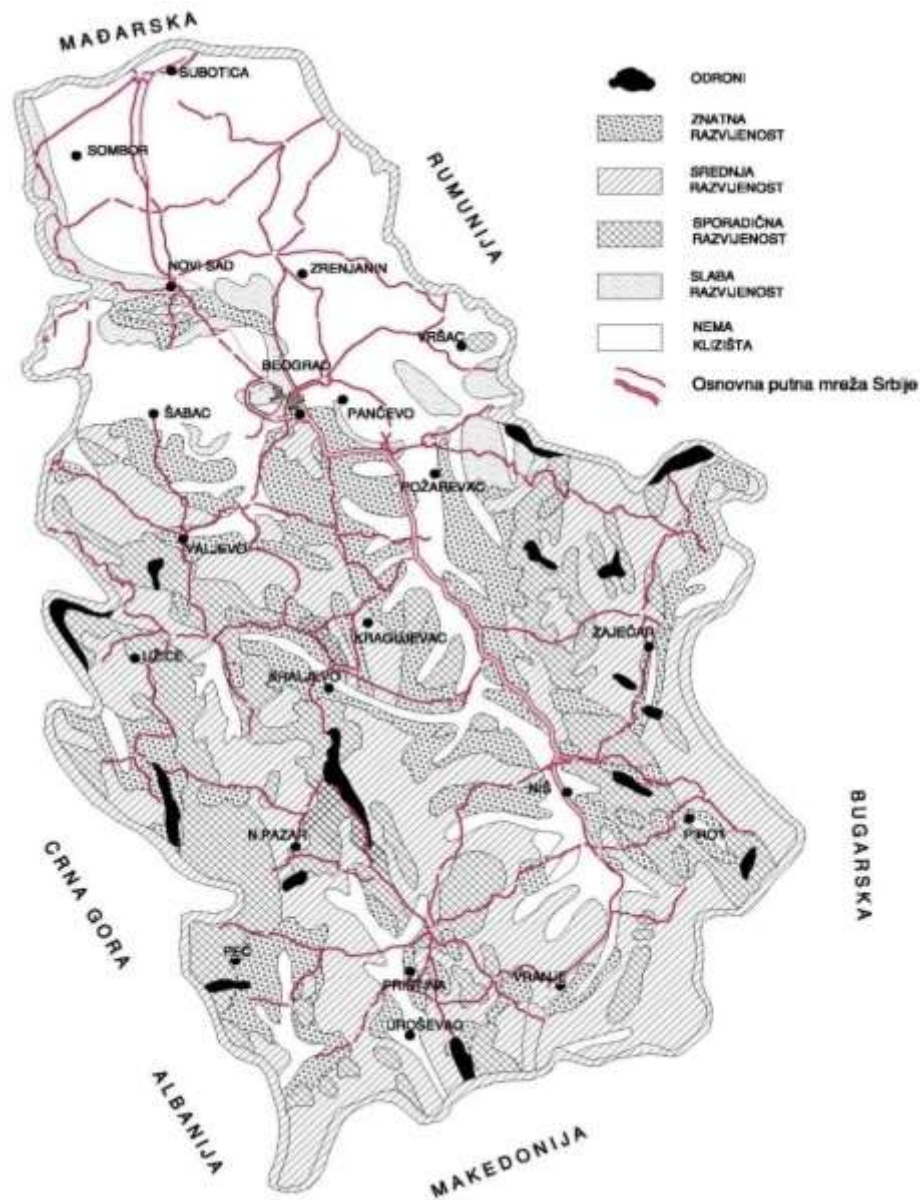 MAĐARSKA
SUBOTICA
SOMBOR
RUMUNIJA
NOVI SAD
ZRENJANIN
VRŠAC
BEOGRAD
PANČEVO
ŠABAC
POŽAREVAC
VALJEVO
KRAGUJEVAC
ZAJEČAR
UŽICE
KRALJEVO
NIŠ
PIROT
N.PAZAR
BUGARSKA
CRNA GORA
PEĆ
PRIŠTINA
VRANJE
UROŠEVAC
ALBANIJA
MAKEDONIJA
ODRONI
ZNATNA
RAZVIJENOST
SREDNJA
RAZVIJENOST
SPORADIČNA
RAZVIJENOST
SLABA
RAZVIJENOST
NEMA
KLIZIŠTA
Osnovna putna mreža Srbije